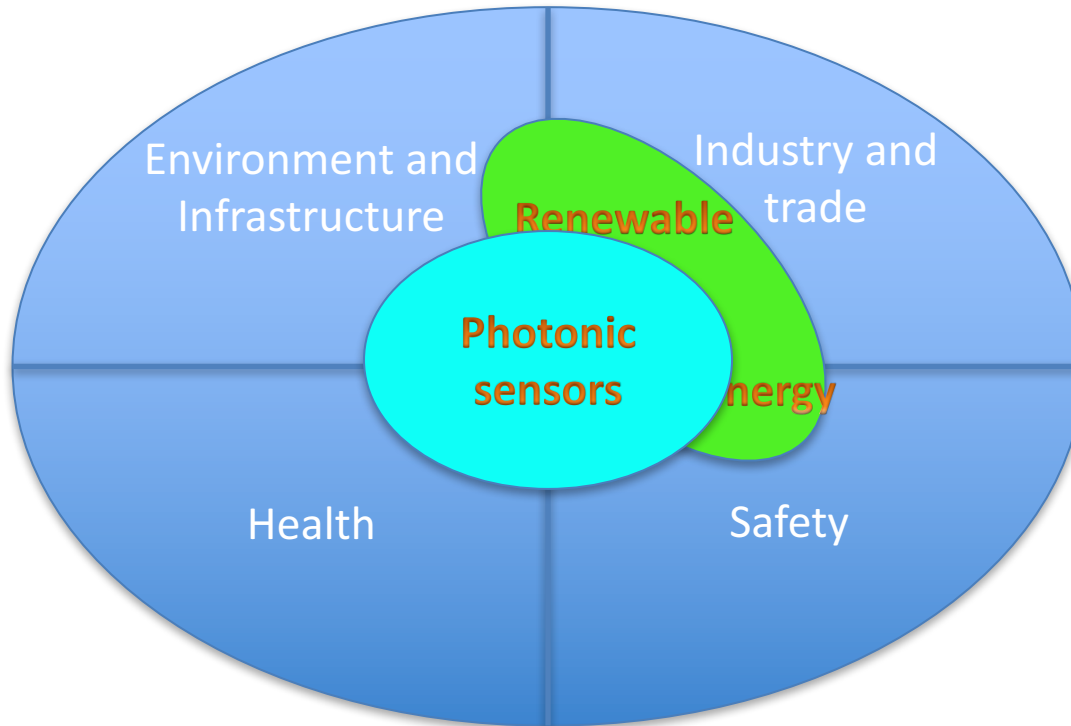 Environment and
Infrastructure
Industry and
trade
Renewable
nergy
Photonic
sensors
Health
Safety